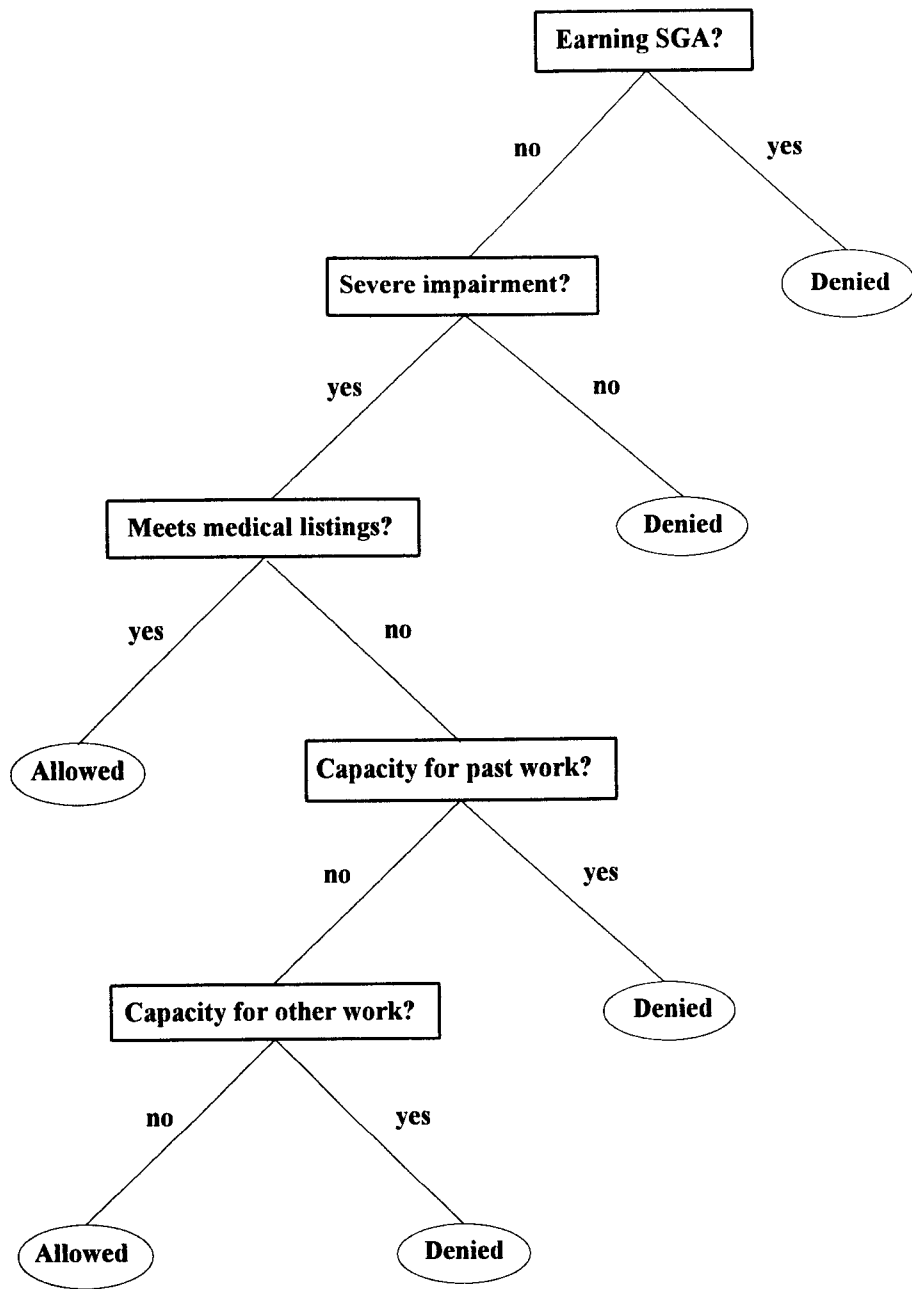 Earning SGA?
no
yes
Severe impairment?
Denied
yes
no
Meets medical listings?
Denied
yes
no
Allowed
Capacity for past work?
no
yes
Capacity for other work?
Denied
no
yes
Allowed
Denied